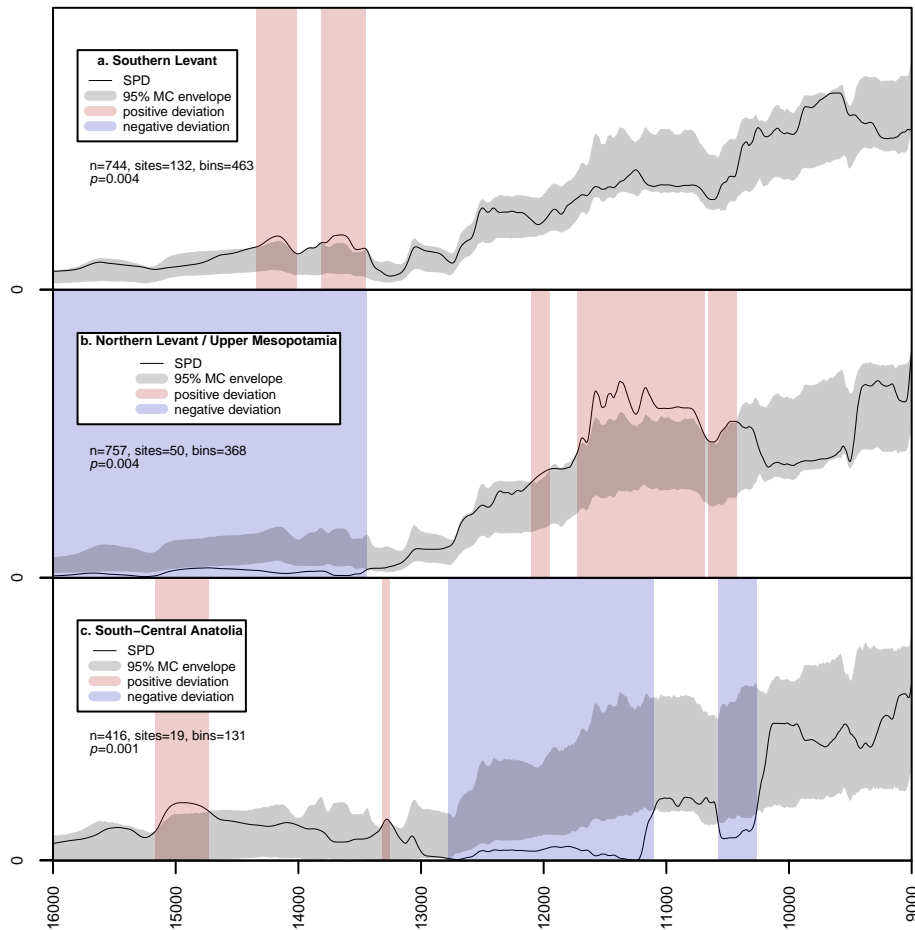 a. Southern Levant
SPD
95% MC envelope
positive deviation
negative deviation
n=744, sites=132, bins=463
p=0.004
0
b. Northern Levant / Upper Mesopotamia
SPD
95% MC envelope
positive deviation
negative deviation
n=757, sites=50, bins=368
p=0.004
0
c. South−Central Anatolia
SPD
95% MC envelope
positive deviation
negative deviation
n=416, sites=19, bins=131
p=0.001
0
16000
15000
14000
13000
12000
11000
10000
9000